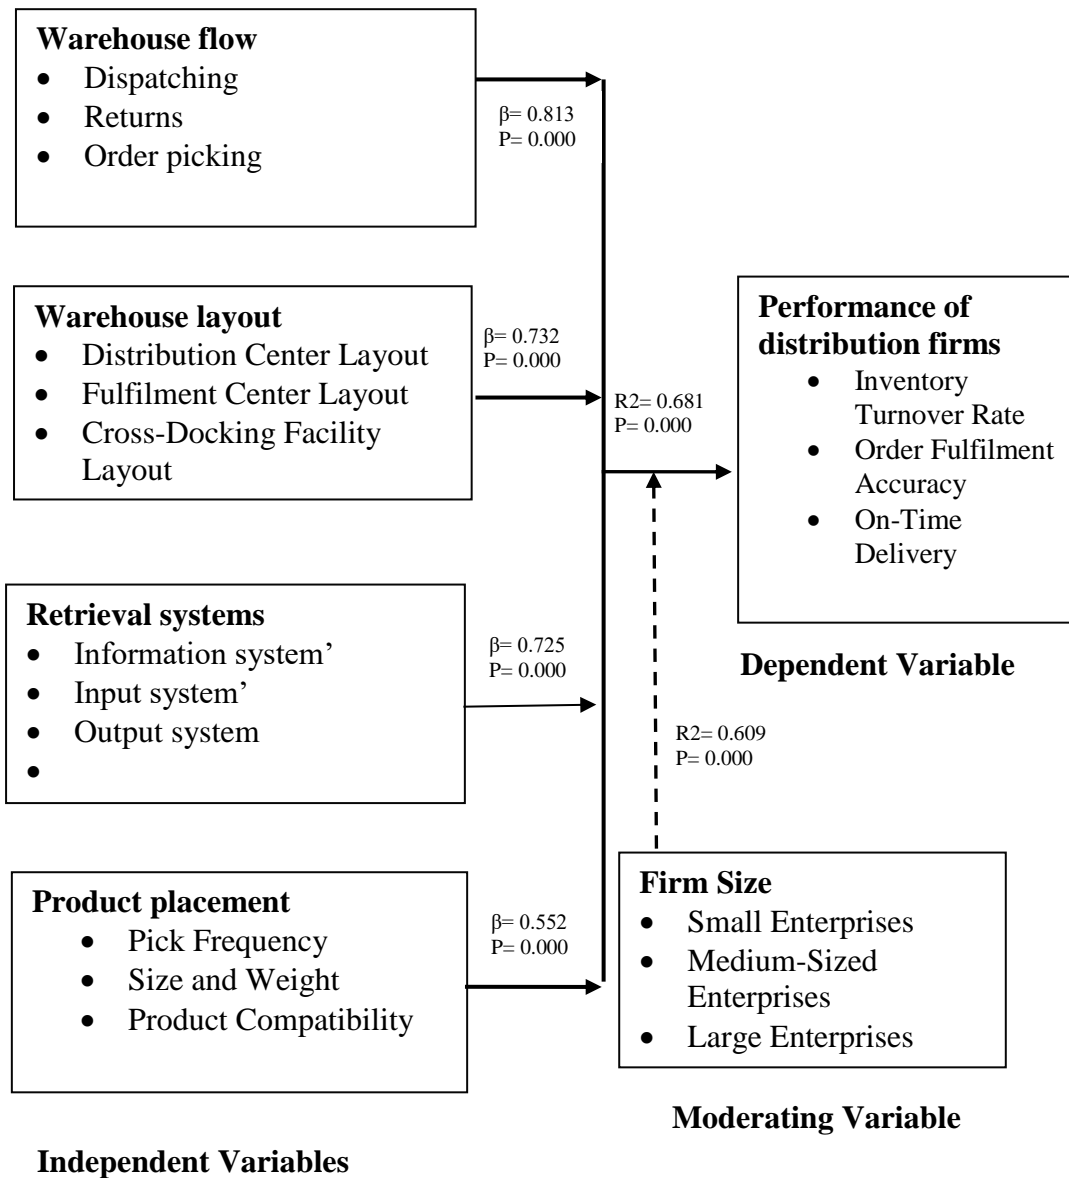 Warehouse flow
• Dispatching
• Returns
• Order picking
β= 0.813
P= 0.000
Warehouse layout
• Distribution Center Layout
• Fulfilment Center Layout
• Cross-Docking Facility
Layout
β= 0.732
P= 0.000
R2= 0.681
P= 0.000
Performance of
distribution firms
• Inventory
Turnover Rate
• Order Fulfilment
Accuracy
• On-Time
Delivery
Dependent Variable
Retrieval systems
• Information system’
• Input system’
• Output system
•
β= 0.725
P= 0.000
R2= 0.609
P= 0.000
Product placement
• Pick Frequency
• Size and Weight
• Product Compatibility
β= 0.552
P= 0.000
Firm Size
• Small Enterprises
• Medium-Sized
Enterprises
• Large Enterprises
Moderating Variable
Independent Variables